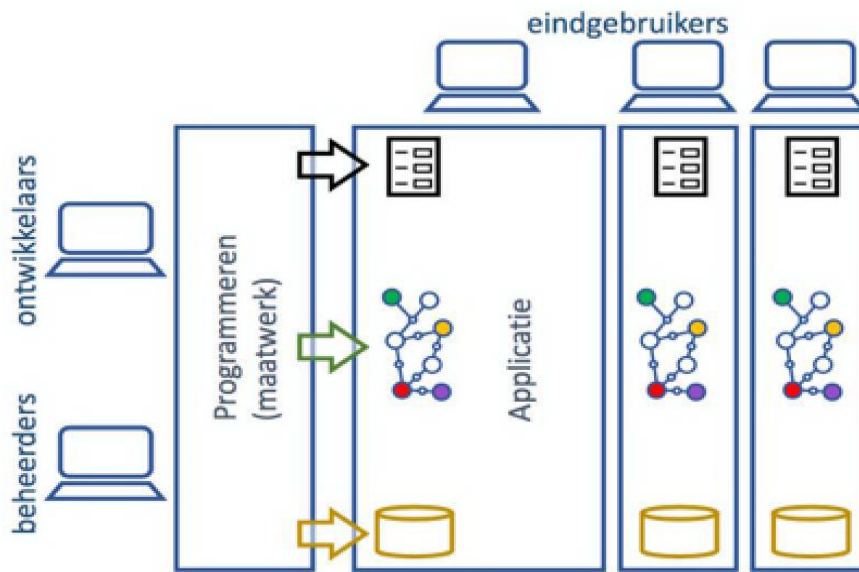 eindgebruikers
ontwikkelaars
beheerders
Programmeren
(maatwerk)
Applicatie